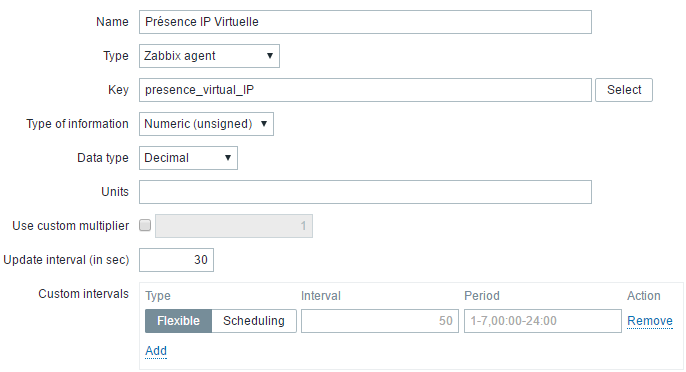 Name Présence IP Virtuelle
Type Zabbix agent
Key presence_virtual_IP Select
Type of information Numeric (unsigned)
Data type Decimal
Units
Use custom multiplier 1
Update interval (in sec) 30
Custom intervals Type Interval Period Action
Flexible Scheduling 50 1-7,00:00-24:00 Remove
Add